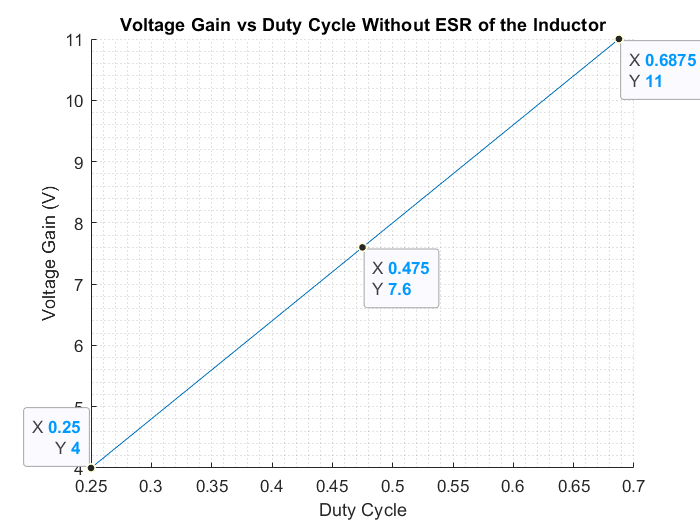 Voltage Gain vs Duty Cycle Without ESR of the Inductor
Voltage Gain (V)
11
10
9
8
7
6
5
4
X 0.6875
Y 11
X 0.475
Y 7.6
X 0.25
Y 4
0.25 0.3 0.35 0.4 0.45 0.5 0.55 0.6 0.65 0.7
Duty Cycle